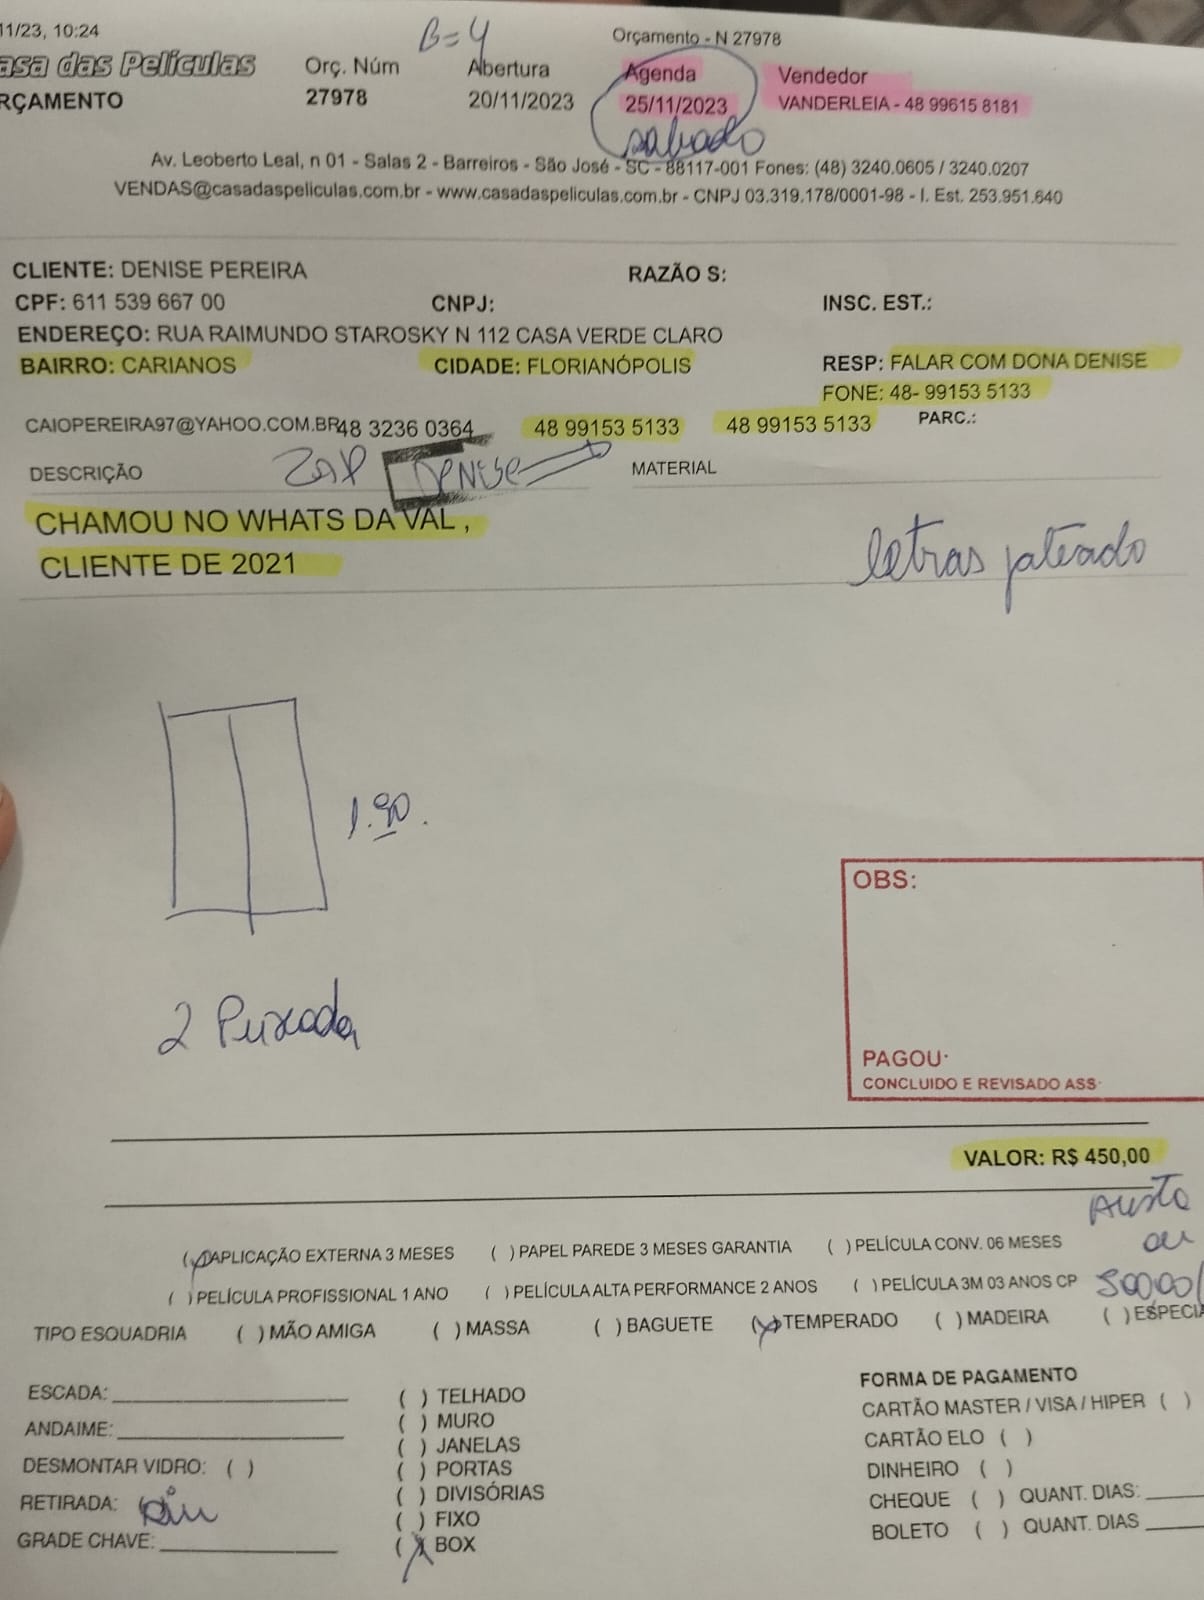 11/23, 10:24
B=4
Orçamento - N 27978
asa das Películas
Orç. Núm
Abertura
Agenda
Vendedor
RÇAMENTO
27978
20/11/2023
25/11/2023
VANDERLEIA - 48 99615 8181
sabado
Av. Leoberto Leal, n 01 - Salas 2 - Barreiros - São José - SC - 88117-001 Fones: (48) 3240.0605 / 3240.0207
VENDAS@casadaspeliculas.com.br - www.casadaspeliculas.com.br - CNPJ 03.319.178/0001-98 - I. Est. 253.951.640
CLIENTE: DENISE PEREIRA
RAZÃO S:
CPF: 611 539 667 00
CNPJ:
INSC. EST.:
ENDEREÇO: RUA RAIMUNDO STAROSKY N 112 CASA VERDE CLARO
BAIRRO: CARIANOS
CIDADE: FLORIANÓPOLIS
RESP: FALAR COM DONA DENISE
FONE: 48- 99153 5133
CAIOPEREIRA97@YAHOO.COM.BR
48 3236 0364
48 99153 5133
48 99153 5133
PARC.:
DESCRIÇÃO
ZAP
DENISE
MATERIAL
CHAMOU NO WHATS DA VAL ,
CLIENTE DE 2021
letras jateado
1.90.
2 Puxada
OBS:
PAGOU:
CONCLUIDO E REVISADO ASS:
VALOR: R$ 450,00
Avista
ou
( ) APLICAÇÃO EXTERNA 3 MESES
( ) PAPEL PAREDE 3 MESES GARANTIA
( ) PELÍCULA CONV. 06 MESES
( ) PELÍCULA PROFISSIONAL 1 ANO
( ) PELÍCULA ALTA PERFORMANCE 2 ANOS
( ) PELÍCULA 3M 03 ANOS CP
500,00
TIPO ESQUADRIA
( ) MÃO AMIGA
( ) MASSA
( ) BAGUETE
(X) TEMPERADO
( ) MADEIRA
( ) ESPECIA
ESCADA:
ANDAIME:
DESMONTAR VIDRO: ( )
RETIRADA: Sim
GRADE CHAVE:
( ) TELHADO
( ) MURO
( ) JANELAS
( ) PORTAS
( ) DIVISÓRIAS
( ) FIXO
(X) BOX
FORMA DE PAGAMENTO
CARTÃO MASTER / VISA / HIPER ( )
CARTÃO ELO ( )
DINHEIRO ( )
CHEQUE ( ) QUANT. DIAS:
BOLETO ( ) QUANT. DIAS